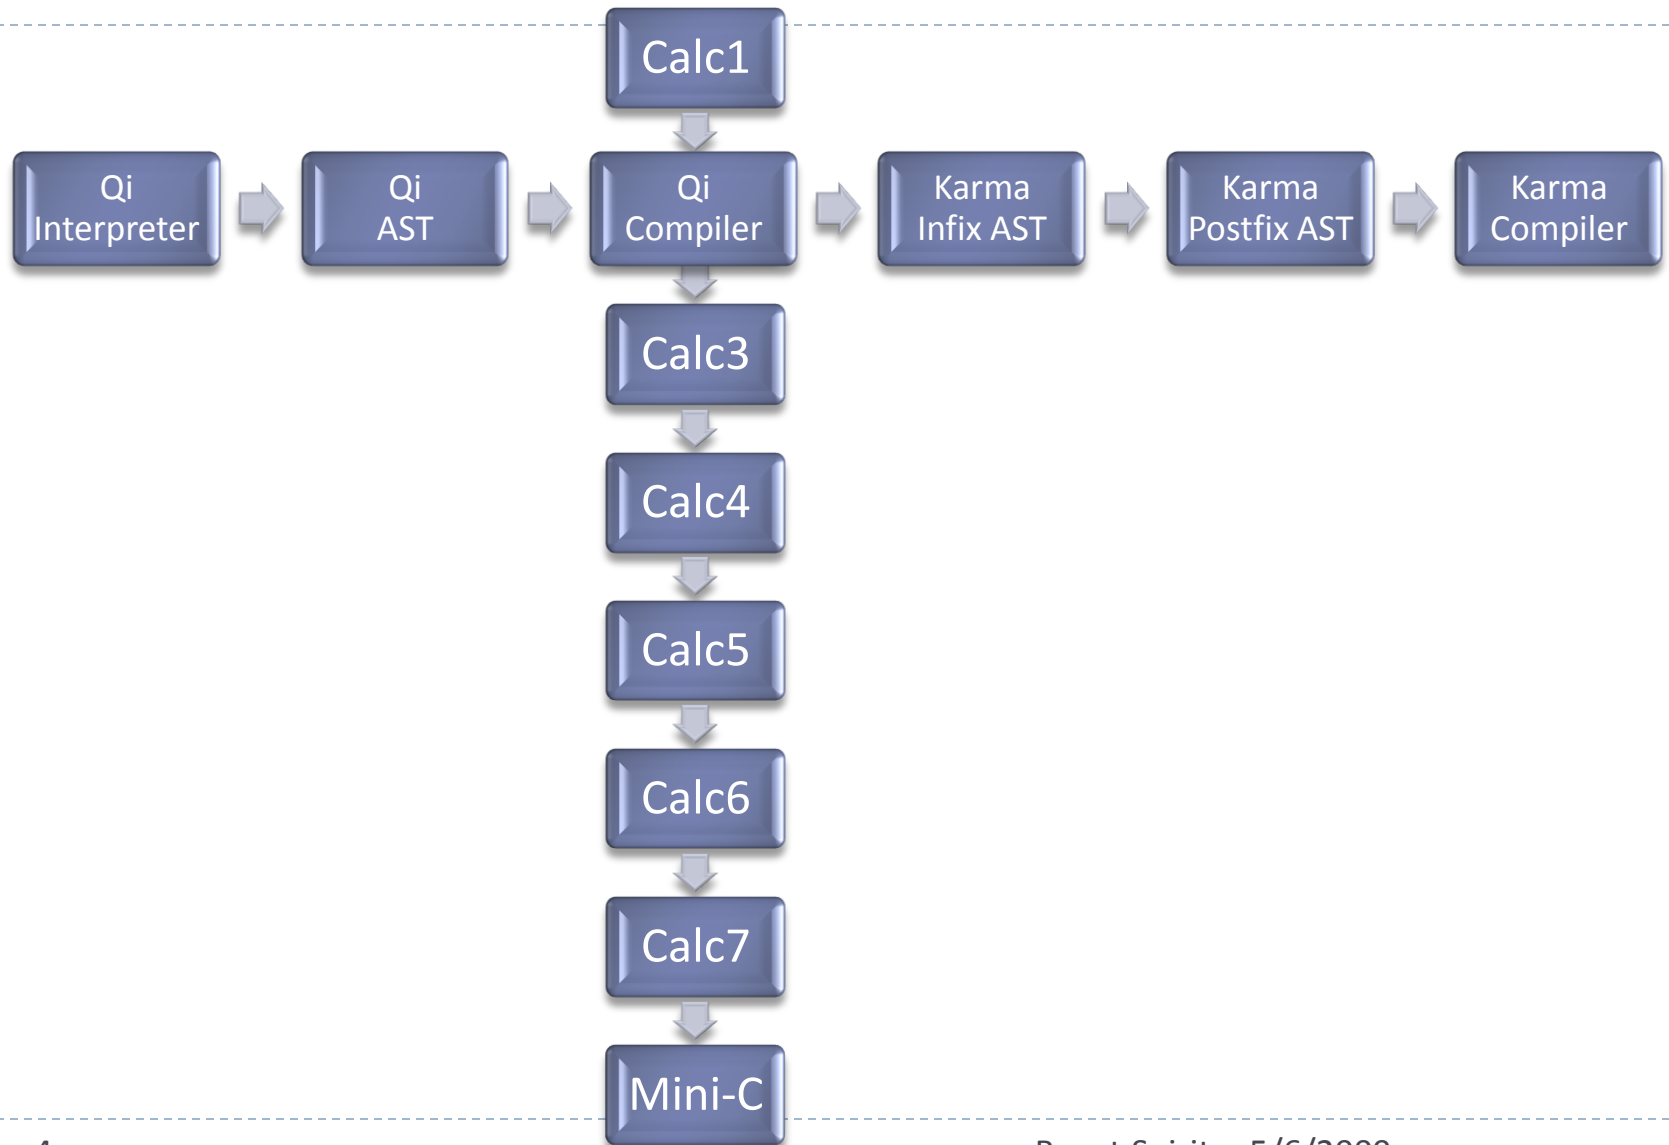 Calc1
Qi
Interpreter
Qi
AST
Qi
Compiler
Karma
Infix AST
Karma
Postfix AST
Karma
Compiler
Calc3
Calc4
Calc5
Calc6
Calc7
Mini-C